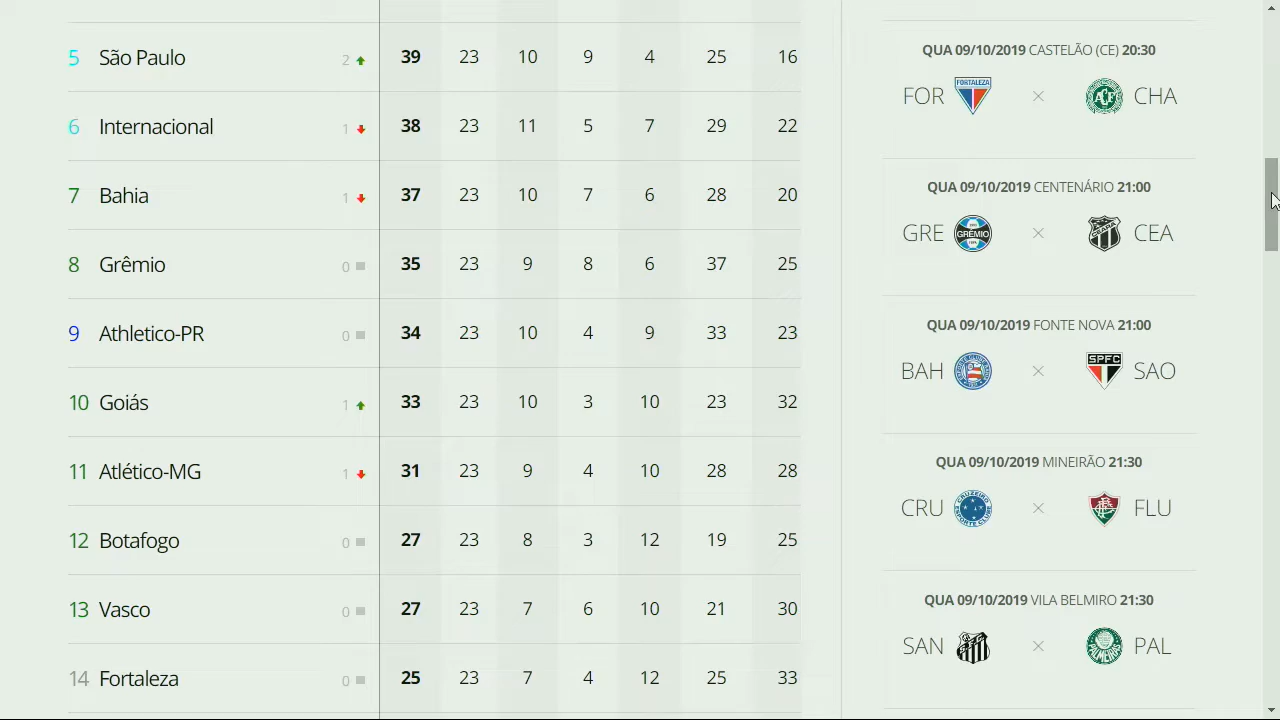 5 São Paulo 2 39 23 10 9 4 25 16
6 Internacional 1 38 23 11 5 7 29 22
7 Bahia 1 37 23 10 7 6 28 20
8 Grêmio 0 35 23 9 8 6 37 25
9 Athletico-PR 0 34 23 10 4 9 33 23
10 Goiás 1 33 23 10 3 10 23 32
11 Atlético-MG 1 31 23 9 4 10 28 28
12 Botafogo 0 27 23 8 3 12 19 25
13 Vasco 0 27 23 7 6 10 21 30
14 Fortaleza 0 25 23 7 4 12 25 33
QUA 09/10/2019 CASTELÃO (CE) 20:30
FOR FORTALEZA × CHA
QUA 09/10/2019 CENTENÁRIO 21:00
GRE GRÊMIO × CEA
QUA 09/10/2019 FONTE NOVA 21:00
BAH × SPFC SAO
QUA 09/10/2019 MINEIRÃO 21:30
CRU × FLU
QUA 09/10/2019 VILA BELMIRO 21:30
SAN × PAL